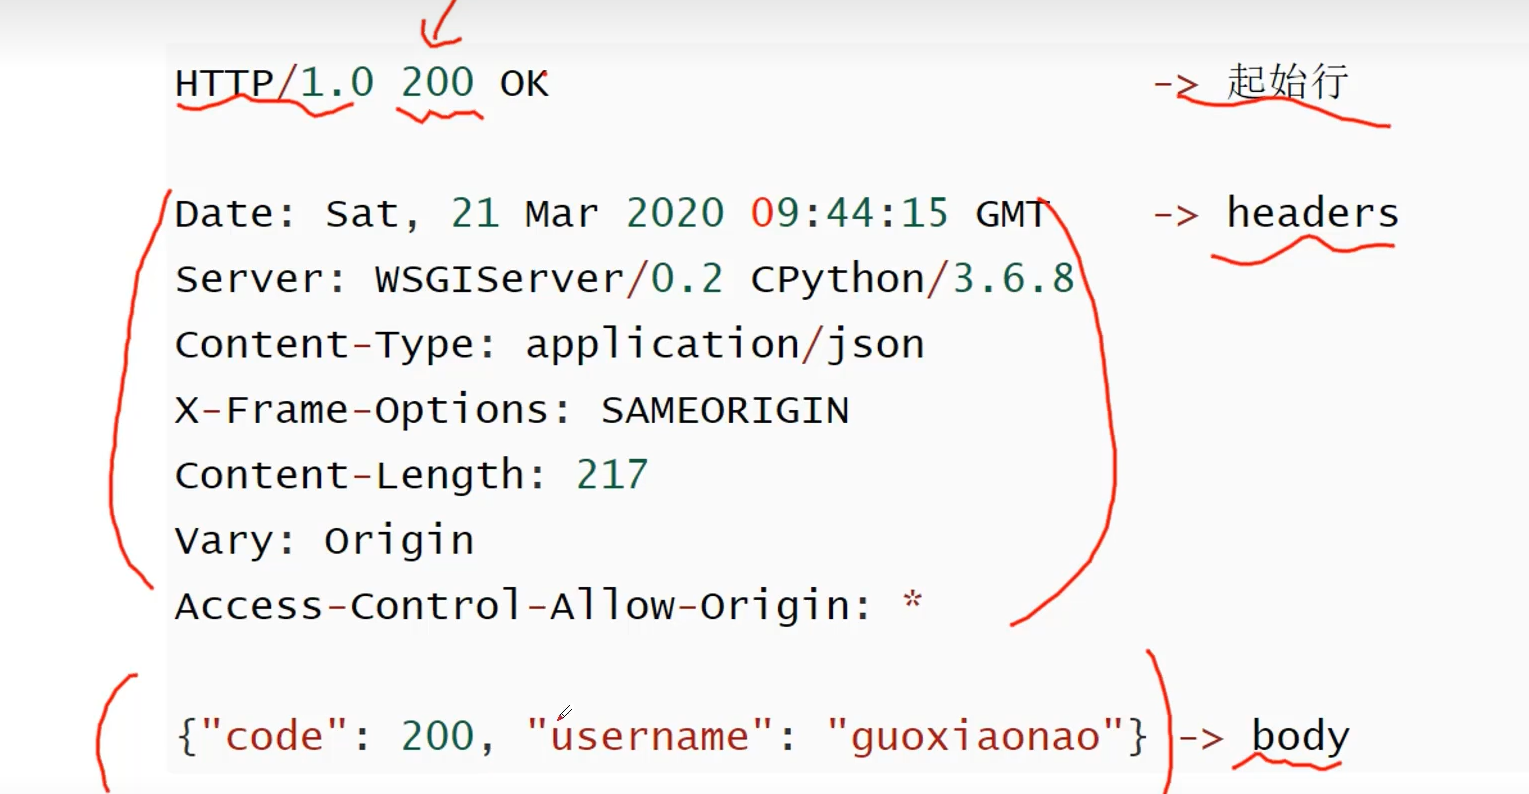 HTTP/1.0 200 OK -> 起始行
Date: Sat, 21 Mar 2020 09:44:15 GMT -> headers
Server: WSGIServer/0.2 CPython/3.6.8
Content-Type: application/json
X-Frame-Options: SAMEORIGIN
Content-Length: 217
Vary: Origin
Access-Control-Allow-Origin: *
{"code": 200, "username": "guoxiaonao"} -> body